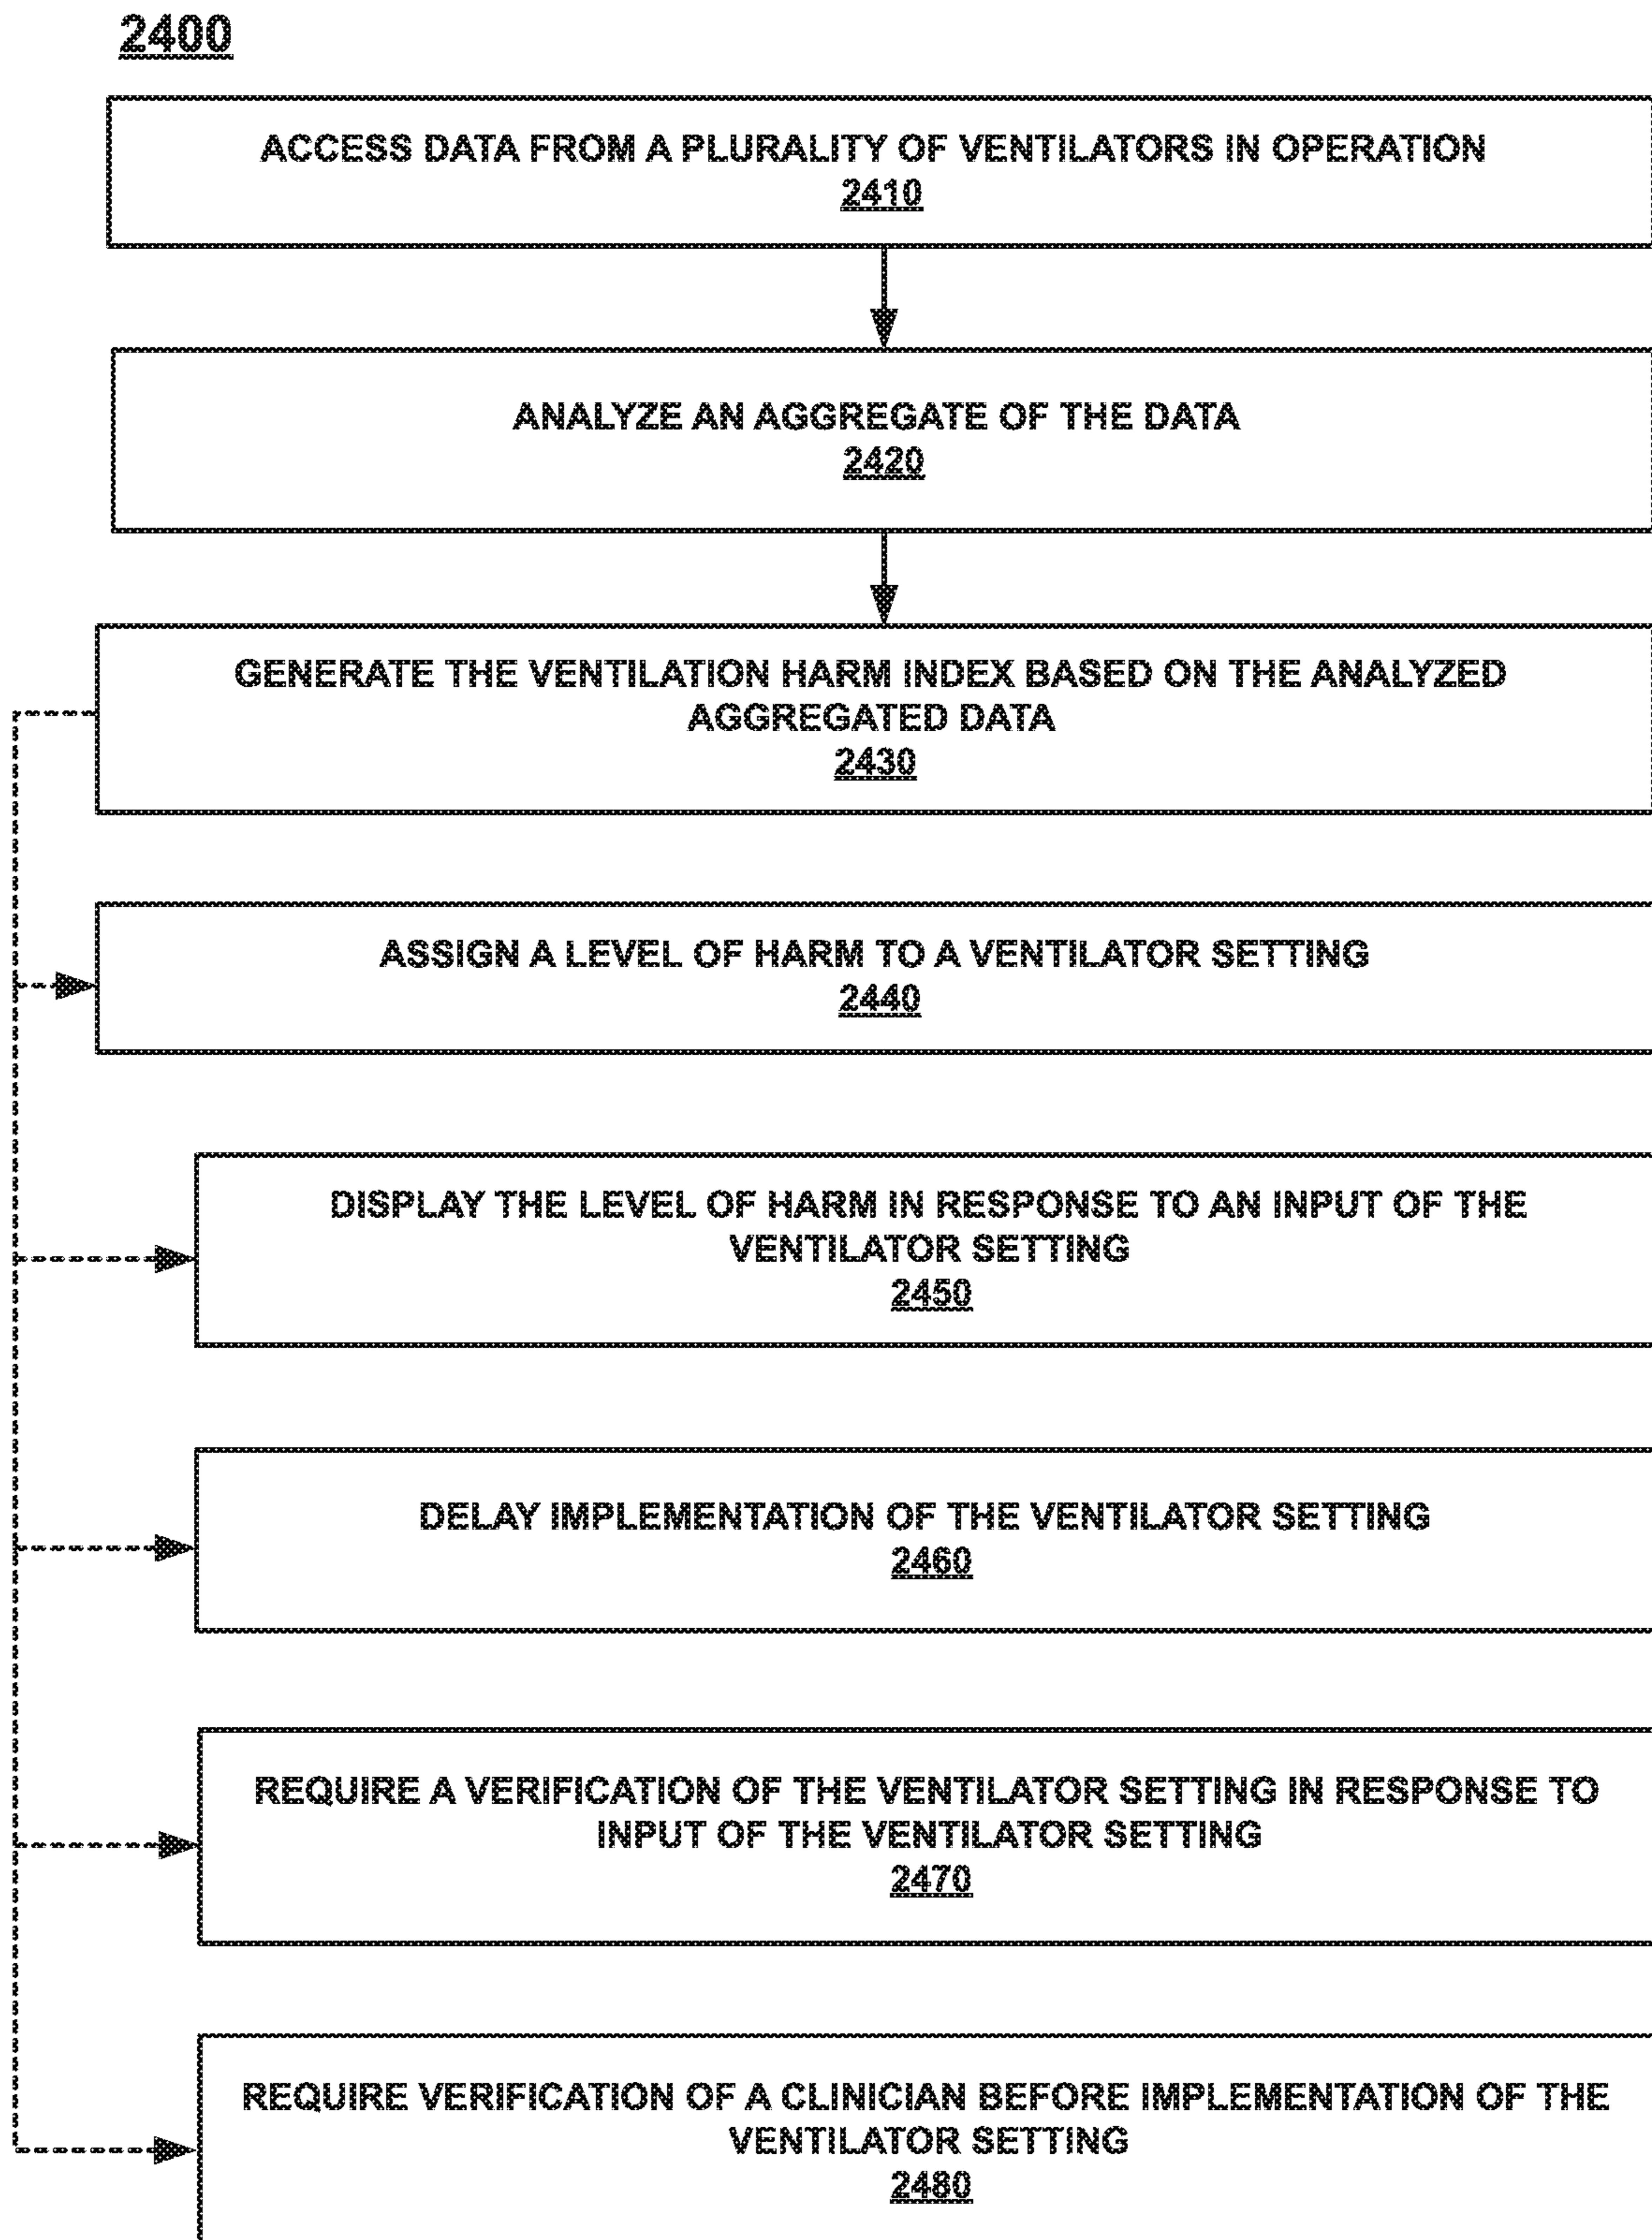 2400
ACCESS DATA FROM A PLURALITY OF VENTILATORS IN OPERATION
2410
ANALYZE AN AGGREGATE OF THE DATA
2420
GENERATE THE VENTILATION HARM INDEX BASED ON THE ANALYZED
AGGREGATED DATA
2430
ASSIGN A LEVEL OF HARM TO A VENTILATOR SETTING
2440
DISPLAY THE LEVEL OF HARM IN RESPONSE TO AN INPUT OF THE
VENTILATOR SETTING
2450
DELAY IMPLEMENTATION OF THE VENTILATOR SETTING
2460
REQUIRE A VERIFICATION OF THE VENTILATOR SETTING IN RESPONSE TO
INPUT OF THE VENTILATOR SETTING
2470
REQUIRE VERIFICATION OF A CLINICIAN BEFORE IMPLEMENTATION OF THE
VENTILATOR SETTING
2480